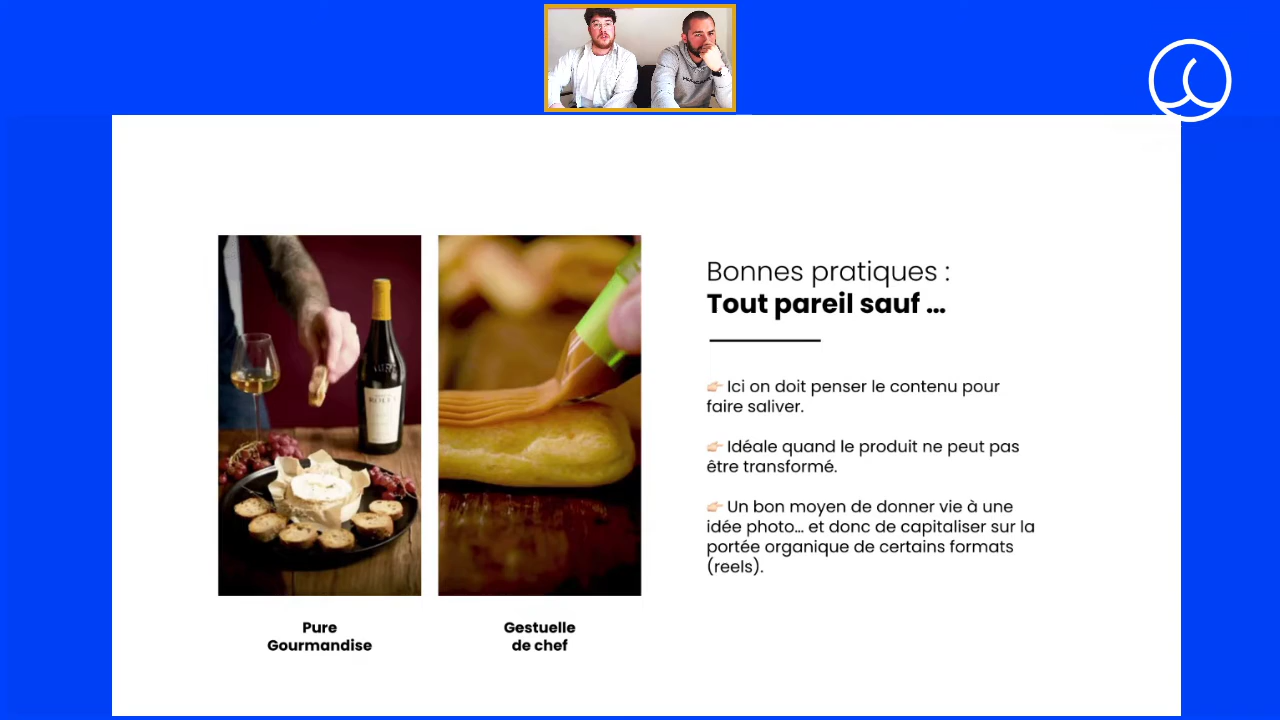 Bonnes pratiques :
Tout pareil sauf ...
👉🏻 Ici on doit penser le contenu pour
faire saliver.
👉🏻 Idéale quand le produit ne peut pas
être transformé.
👉🏻 Un bon moyen de donner vie à une
idée photo... et donc de capitaliser sur la
portée organique de certains formats
(reels).
Pure
Gourmandise
Gestuelle
de chef